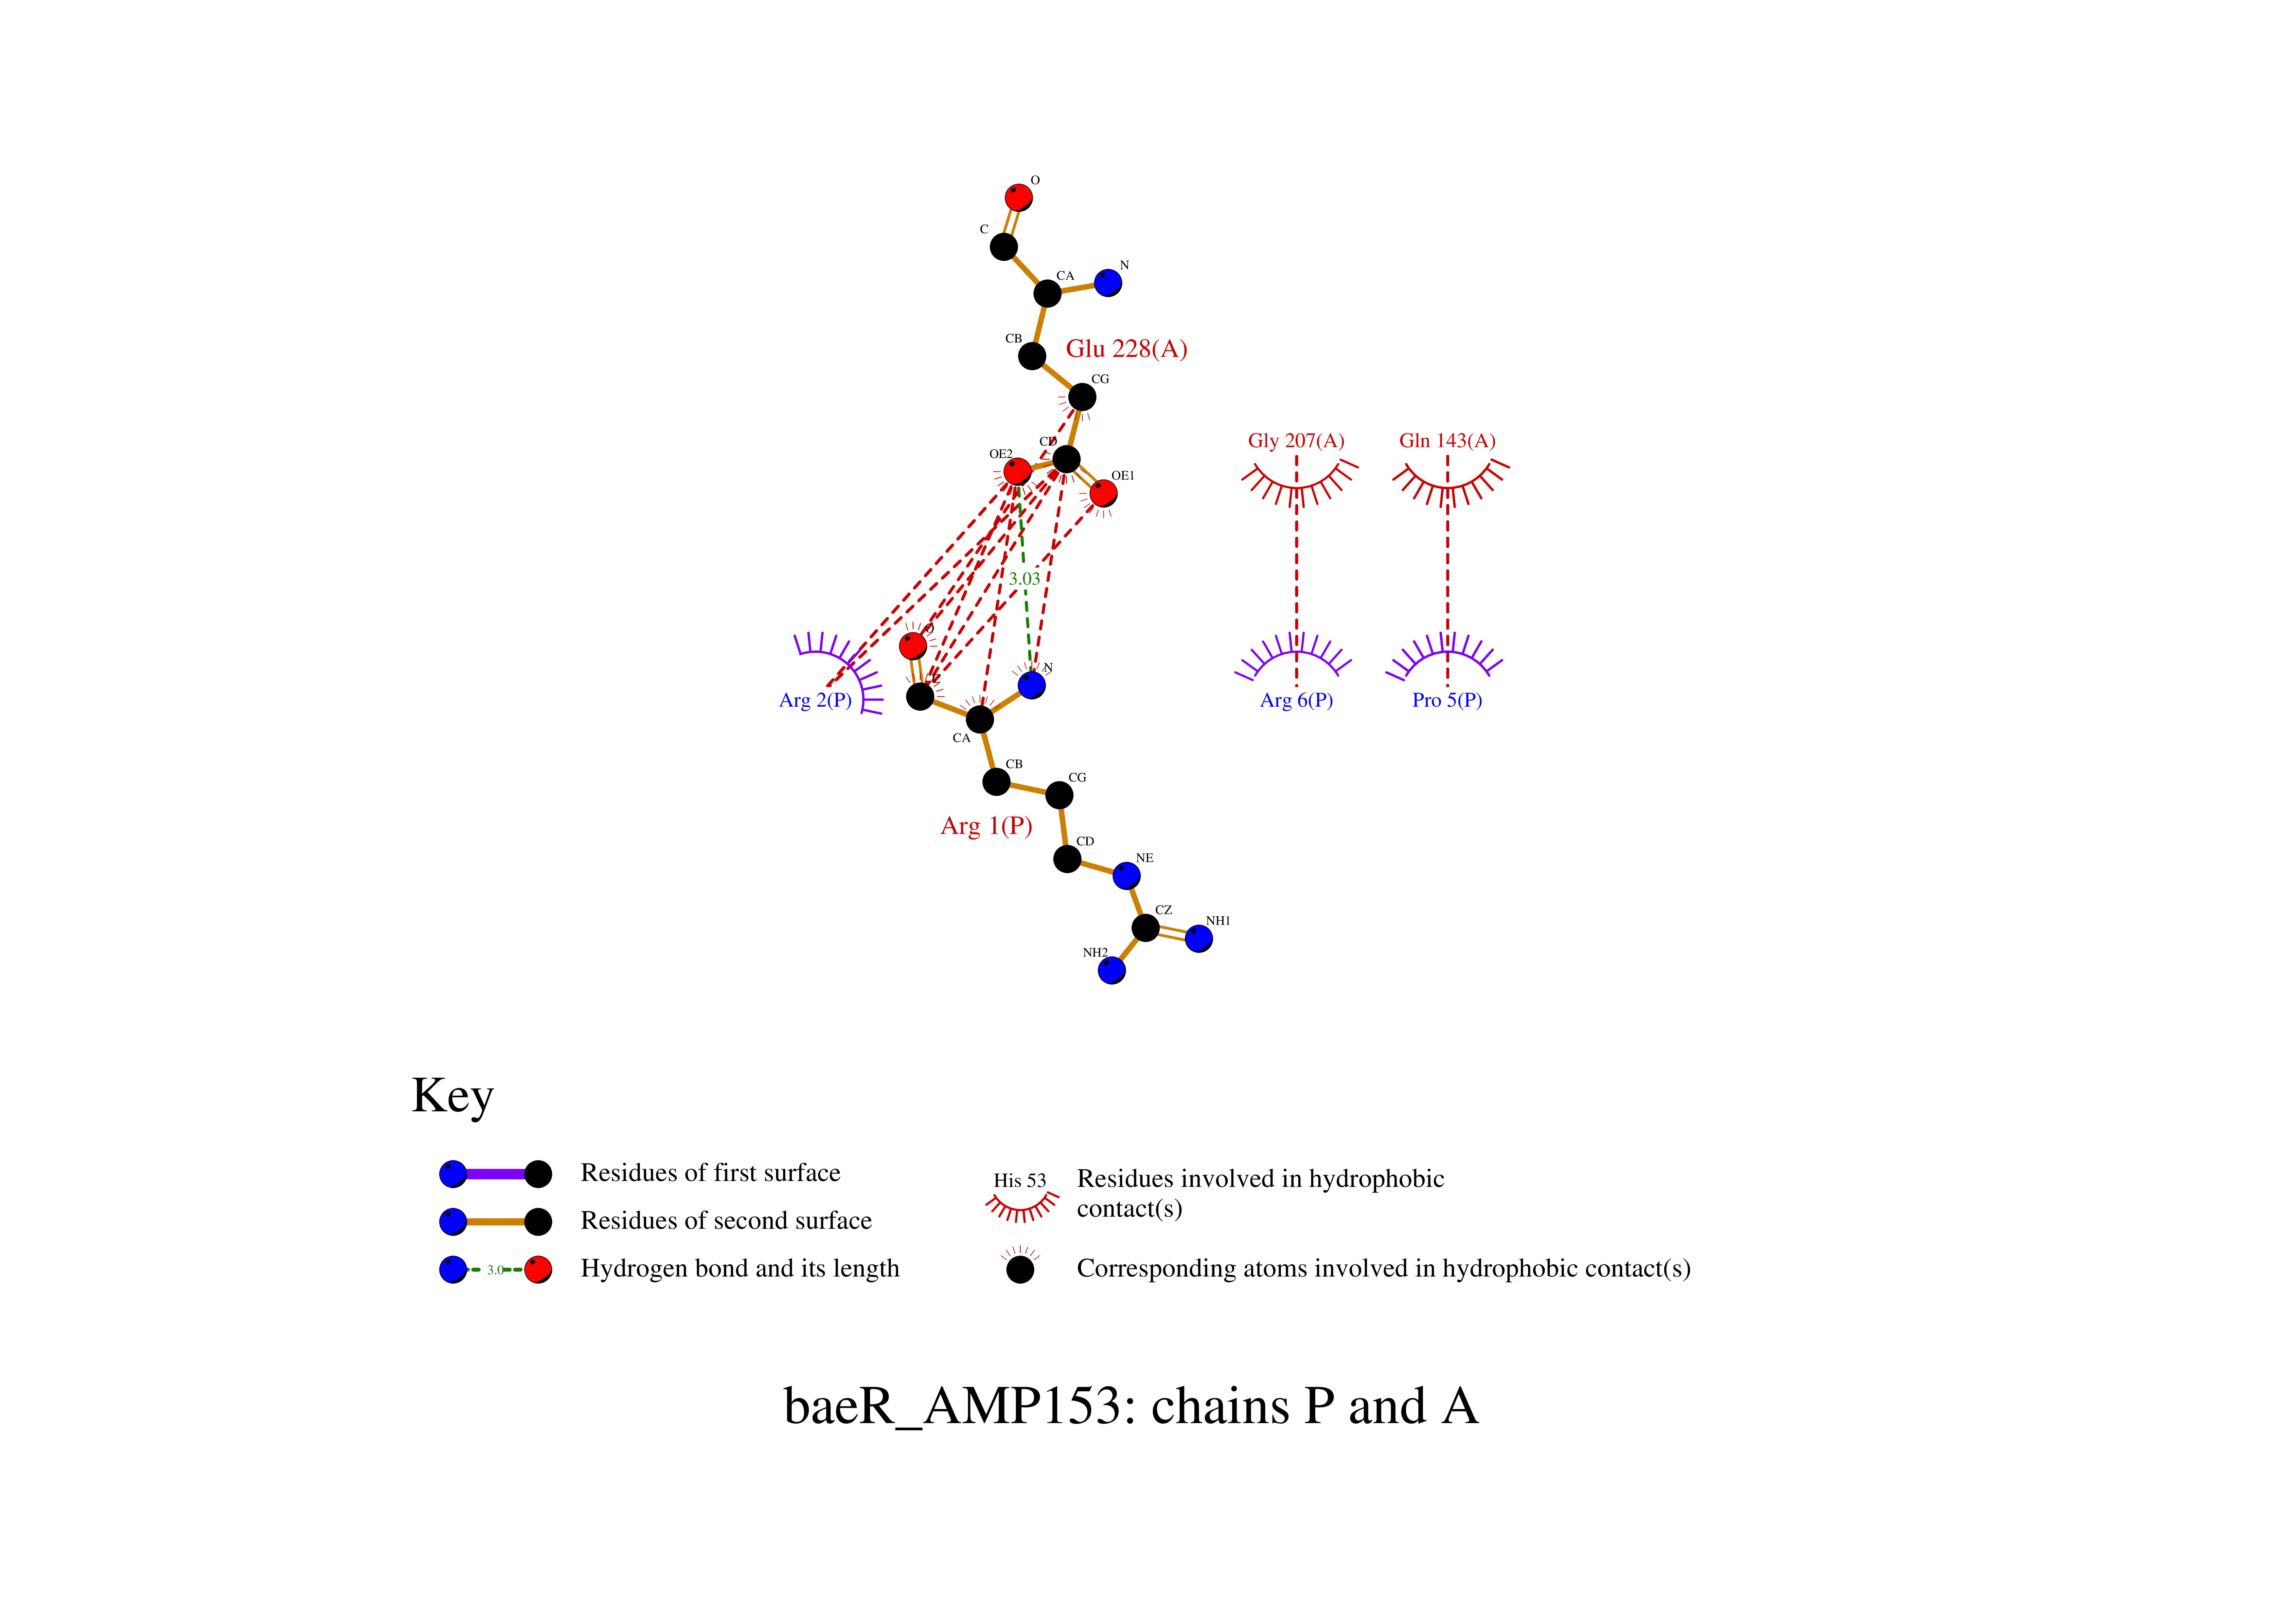 O
C
N
CA
CB
Glu 228(A)
CG
CD
OE2
OE1
Gly 207(A)
Gln 143(A)
3.03
O
N
C
Arg 2(P)
Arg 6(P)
Pro 5(P)
CA
CB
CG
Arg 1(P)
CD
NE
CZ
NH1
NH2
Key
Residues of first surface
Residues of second surface
3.0
Hydrogen bond and its length
His 53
Residues involved in hydrophobic
contact(s)
Corresponding atoms involved in hydrophobic contact(s)
baeR_AMP153: chains P and A